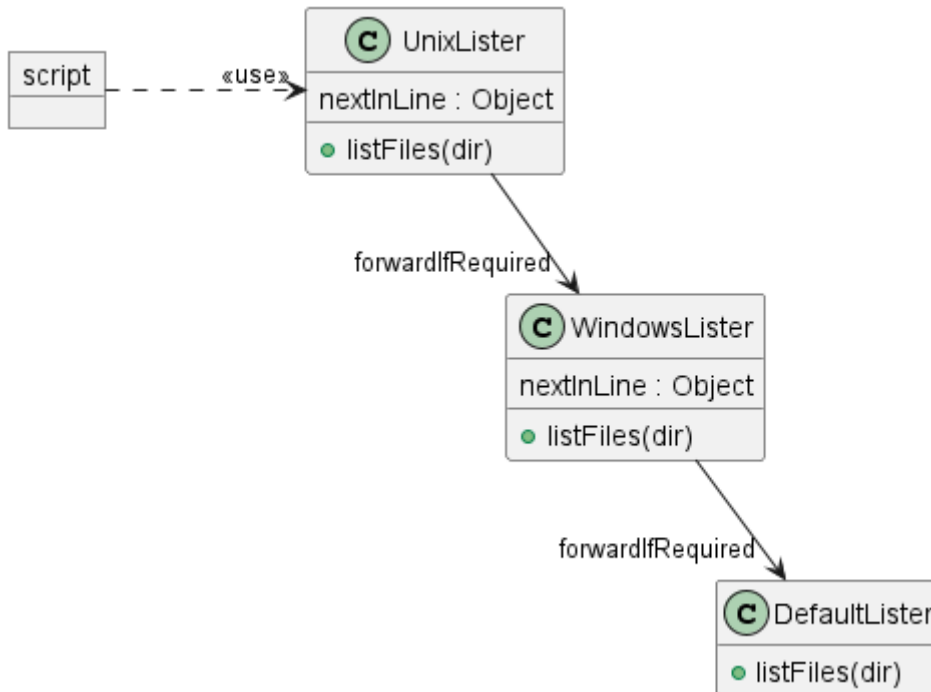 script
«use»
C UnixLister
nextInLine : Object
listFiles(dir)
forwardIfRequired
C WindowsLister
nextInLine : Object
listFiles(dir)
forwardIfRequired
C DefaultLister
listFiles(dir)